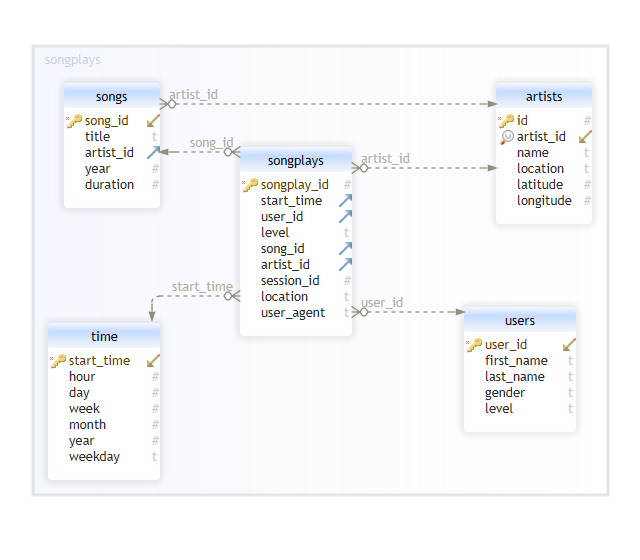 songplays
songs
song_id
title t
artist_id
year #
duration #
artist_id
artists
id #
artist_id
name t
location t
latitude #
longitude #
song_id
songplays
songplay_id #
start_time
user_id
level t
song_id
artist_id
session_id #
location t
user_agent t
artist_id
start_time
user_id
time
start_time
hour #
day #
week #
month #
year #
weekday t
users
user_id
first_name t
last_name t
gender t
level t